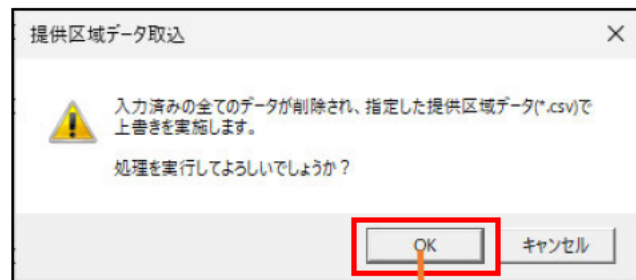 提供区域データ取込
入力済みの全てのデータが削除され、指定した提供区域データ(*.csv)で
上書きを実施します。
処理を実行してよろしいでしょうか？
OK
キャンセル